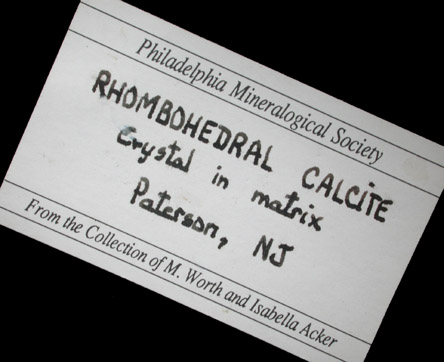 Philadelphia Mineralogical Society
RHOMBOHEDRAL CALCITE
Crystal in matrix
Paterson, NJ
From the Collection of M. Worth and Isabella Acker